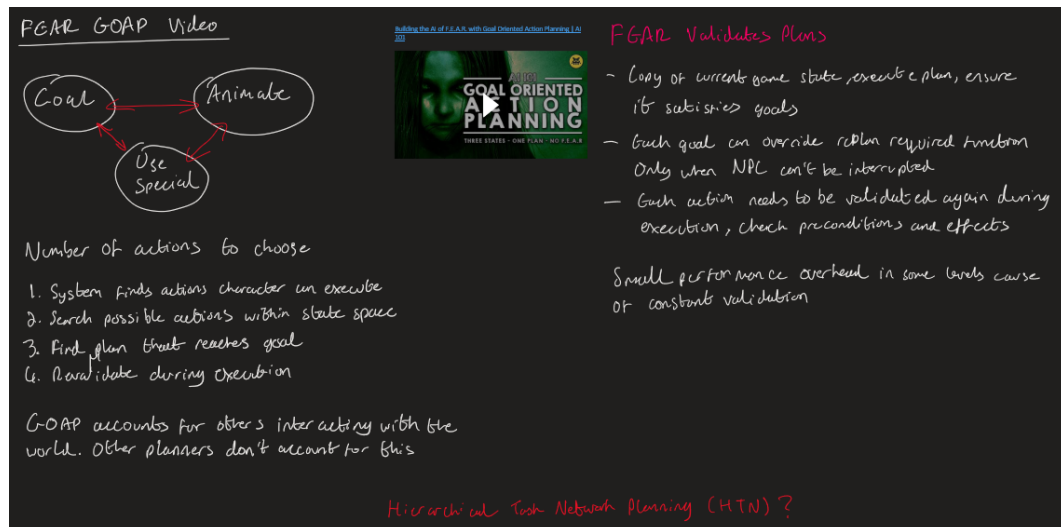 FEAR GOAP Video
Goal
Animate
Use
Special
Number of actions to choose
1. System finds actions character can execute
2. Search possible actions within state space
3. Find plan that reaches goal
4. Revalidate during execution
GOAP accounts for others interacting with the
world. Other planners don't account for this
Building the AI of F.E.A.R. with Goal Oriented Action Planning | AI
101
AI 101
GOAL ORIENTED
ACTION
PLANNING
THREE STATES · ONE PLAN · NO F.E.A.R
FEAR Validates Plans
- Copy of current game state, execute plan, ensure
it satisfies goals
- Each goal can override replan required function
Only when NPC can't be interrupted
- Each action needs to be validated again during
execution, check preconditions and effects
Small performance overhead in some levels cause
of constant validation
Hierarchical Task Network Planning (HTN) ?